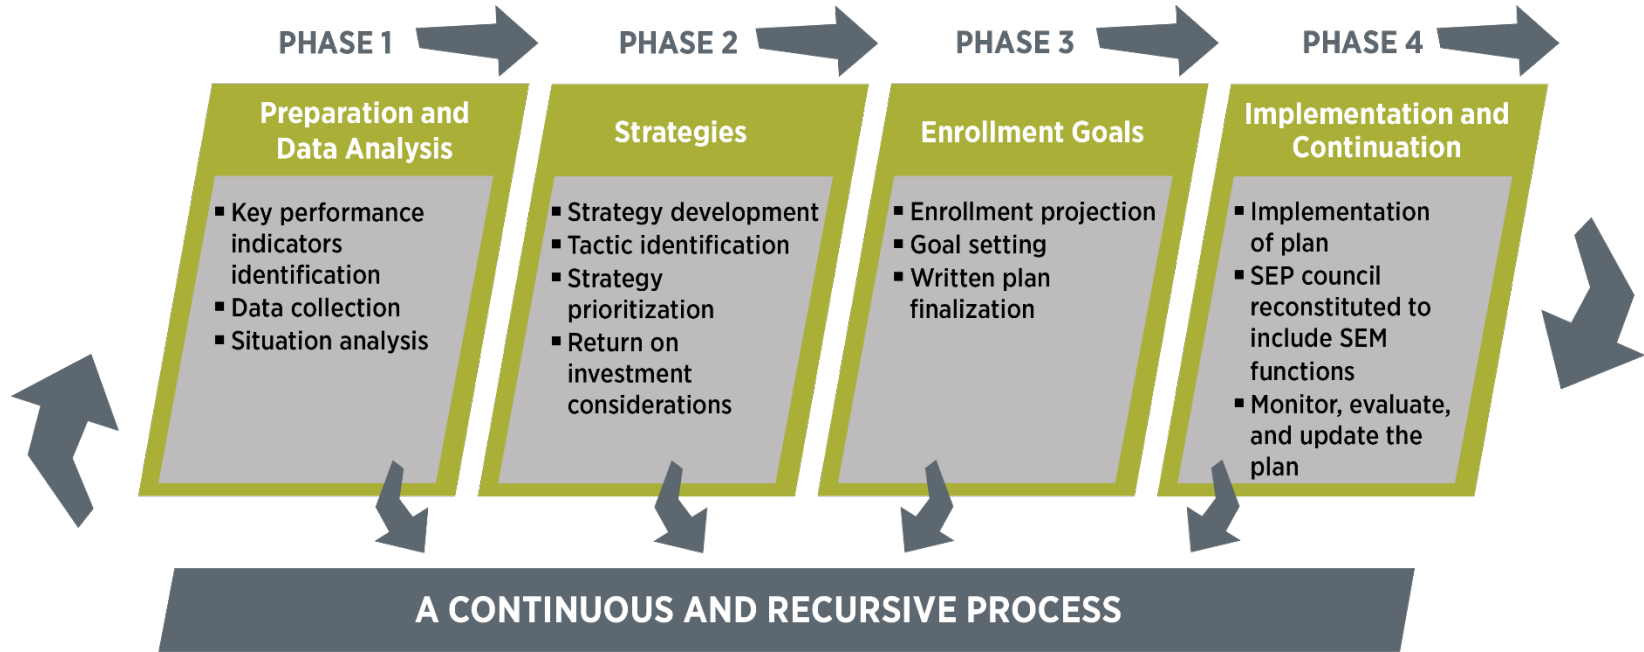 PHASE 1
Preparation and
Data Analysis
▪ Key performance
indicators
identification
▪ Data collection
▪ Situation analysis
PHASE 2
Strategies
▪ Strategy development
▪ Tactic identification
▪ Strategy
prioritization
▪ Return on
investment
considerations
PHASE 3
Enrollment Goals
▪ Enrollment projection
▪ Goal setting
▪ Written plan
finalization
PHASE 4
Implementation and
Continuation
▪ Implementation
of plan
▪ SEP council
reconstituted to
include SEM
functions
▪ Monitor, evaluate,
and update the
plan
A CONTINUOUS AND RECURSIVE PROCESS